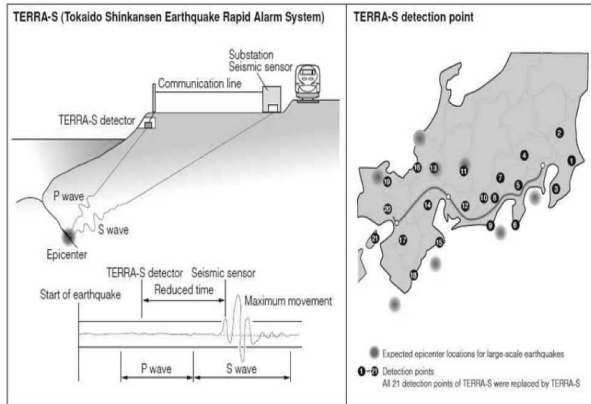 TERRA-S (Tokaido Shinkansen Earthquake Rapid Alarm System)
Substation
Seismic sensor
Communication line
TERRA-S detector
P wave
S wave
Epicenter
TERRA-S detector Seismic sensor
Start of earthquake
Reduced time
Maximum movement
P wave
S wave
TERRA-S detection point
2
1
4
16
13
11
7
19
5
3
10
8
20
14
12
9
6
21
17
15
18
Expected epicenter locations for large-scale earthquakes
1-21 Detection points
All 21 detection points of TERRA-S were replaced by TERRA-S